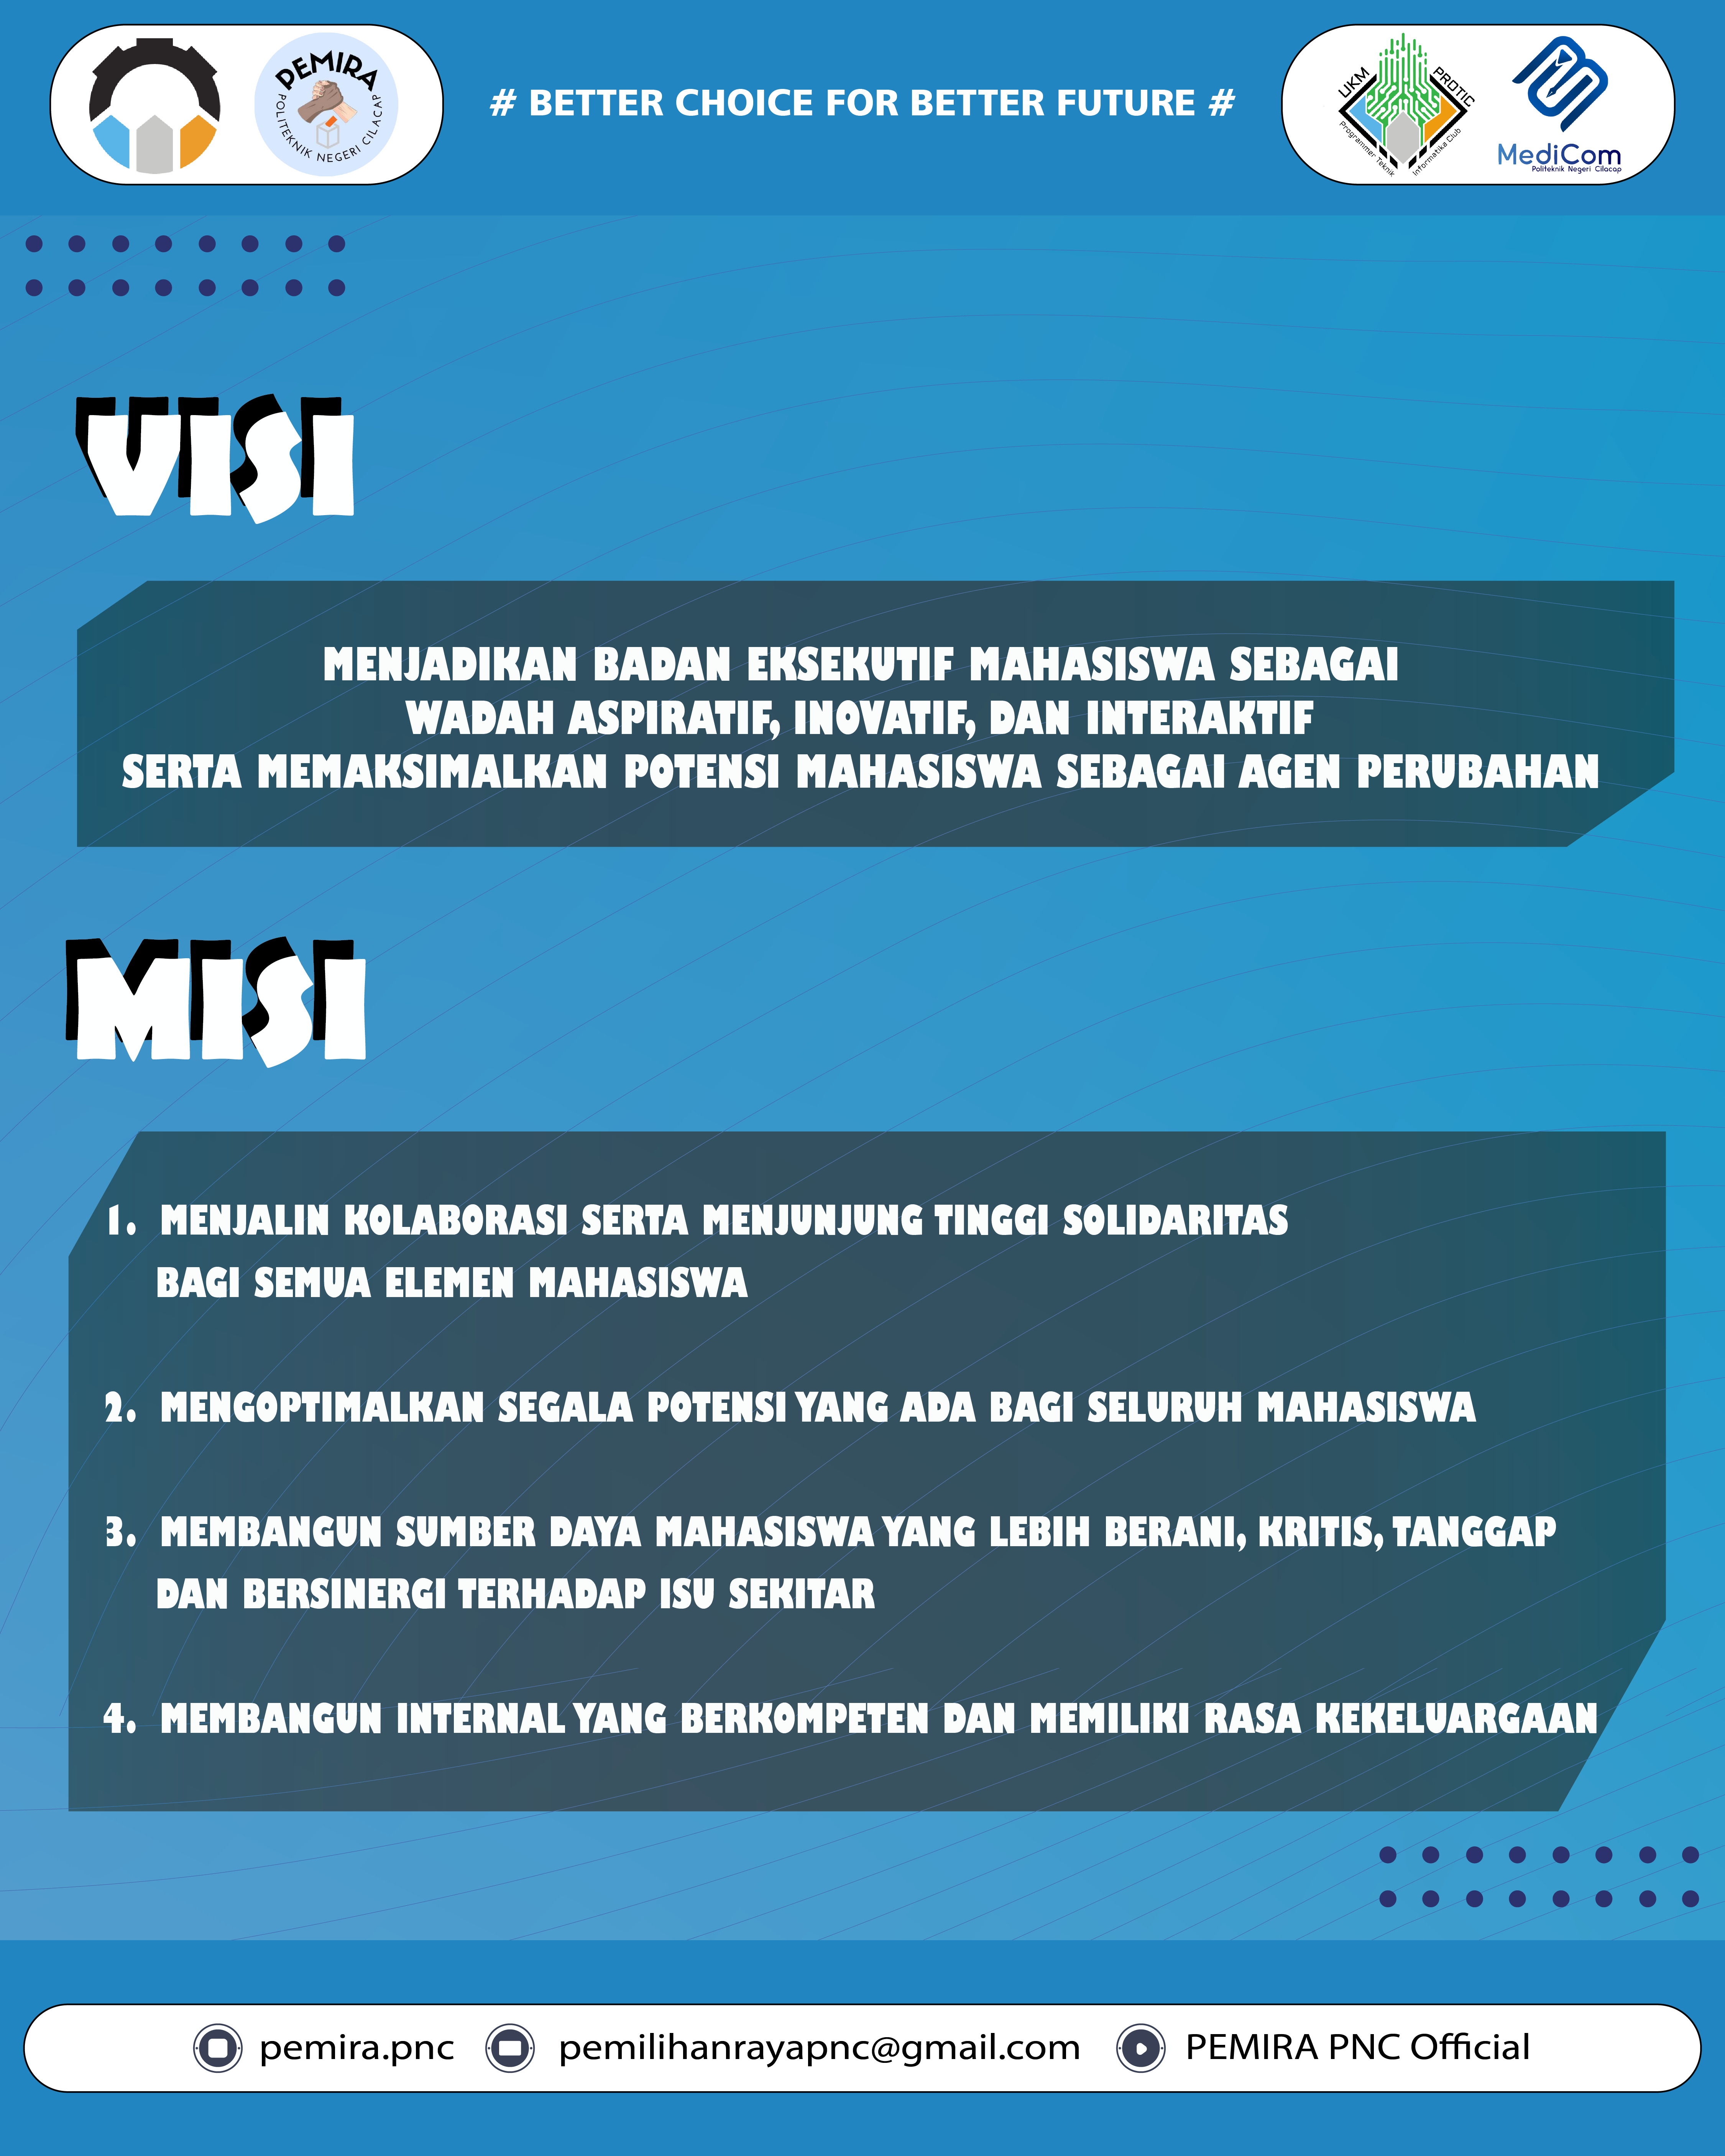 PEMIRA
POLITEKNIK NEGERI CILACAP
# BETTER CHOICE FOR BETTER FUTURE #
UKM PROTIC
Programmer Teknik Informatika Club
MediCom
Politeknik Negeri Cilacap
VISI
MENJADIKAN BADAN EKSEKUTIF MAHASISWA SEBAGAI
WADAH ASPIRATIF, INOVATIF, DAN INTERAKTIF
SERTA MEMAKSIMALKAN POTENSI MAHASISWA SEBAGAI AGEN PERUBAHAN
MISI
1. MENJALIN KOLABORASI SERTA MENJUNJUNG TINGGI SOLIDARITAS
BAGI SEMUA ELEMEN MAHASISWA
2. MENGOPTIMALKAN SEGALA POTENSI YANG ADA BAGI SELURUH MAHASISWA
3. MEMBANGUN SUMBER DAYA MAHASISWA YANG LEBIH BERANI, KRITIS, TANGGAP
DAN BERSINERGI TERHADAP ISU SEKITAR
4. MEMBANGUN INTERNAL YANG BERKOMPETEN DAN MEMILIKI RASA KEKELUARGAAN
pemira.pnc pemilihanrayapnc@gmail.com PEMIRA PNC Official